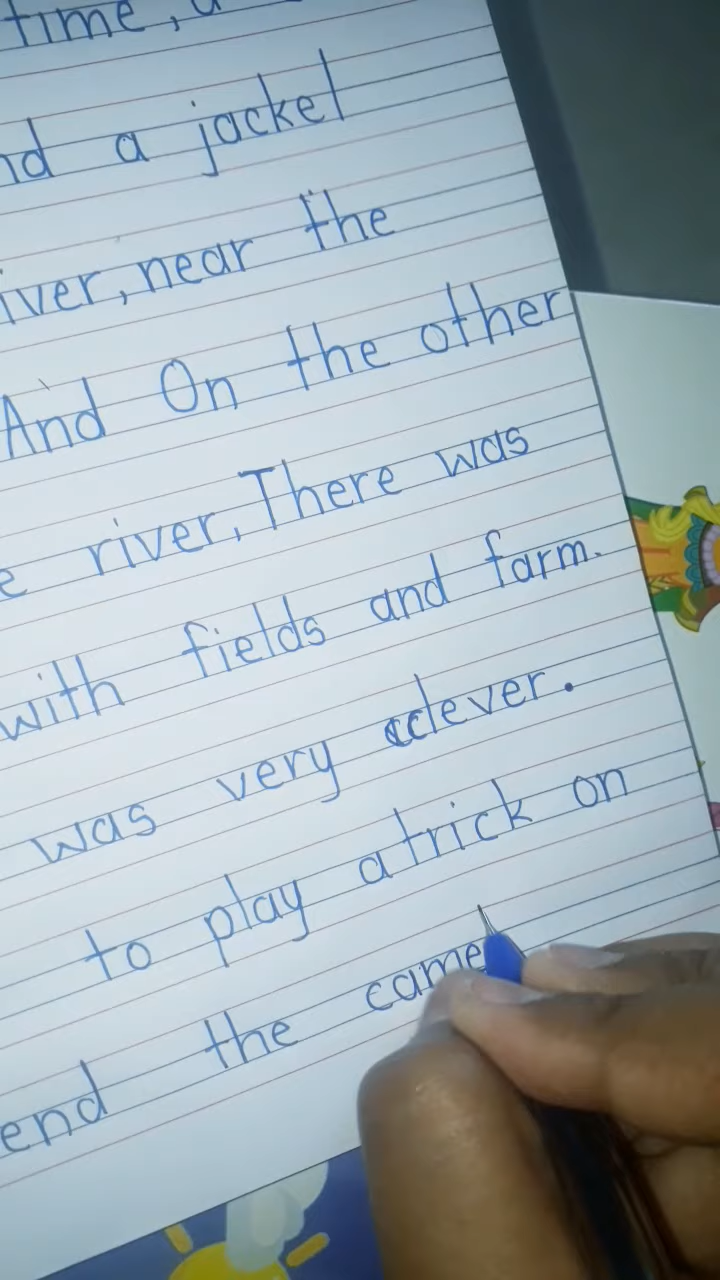 time, a
nd a jackel
iver, near the
And On the other
e river, There was
with fields and farm.
was very clever.
to play a trick on
end the came